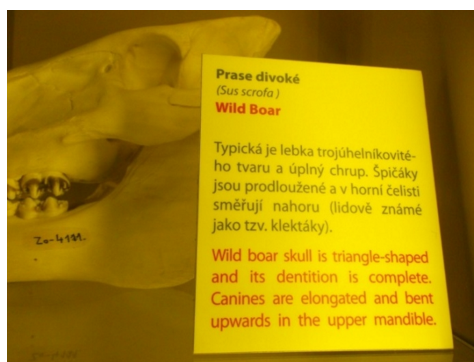 Prase divoké
(Sus scrofa )
Wild Boar
Typická je lebka trojúhelníkovité-
ho tvaru a úplný chrup. Špičáky
jsou prodloužené a v horní čelisti
směřují nahoru (lidově známé
jako tzv. klektáky).
Wild boar skull is triangle-shaped
and its dentition is complete.
Canines are elongated and bent
upwards in the upper mandible.
Zo-4191.